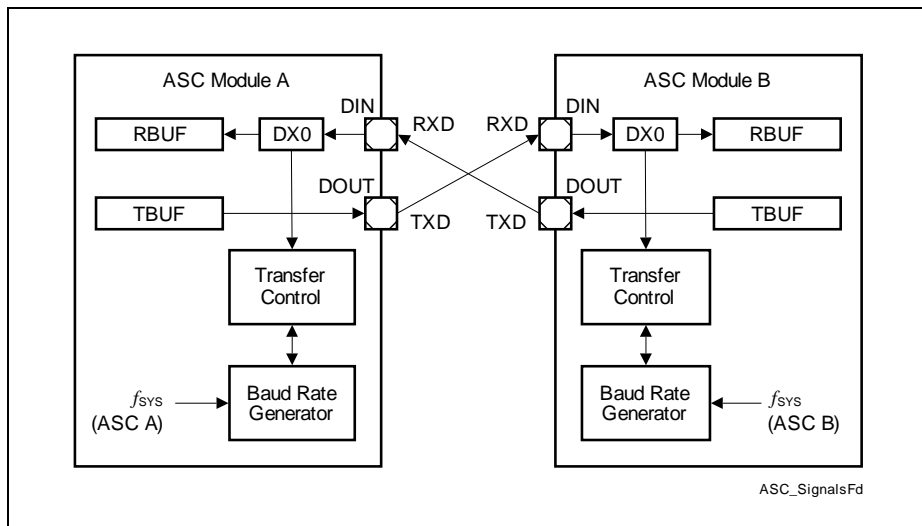 ASC Module A
DIN
RXD
RBUF
DX0
DOUT
TBUF
TXD
Transfer
Control
Baud Rate
Generator
fSYS
(ASC A)
ASC Module B
RXD
DIN
DX0
RBUF
DOUT
TXD
TBUF
Transfer
Control
Baud Rate
Generator
fSYS
(ASC B)
ASC_SignalsFd